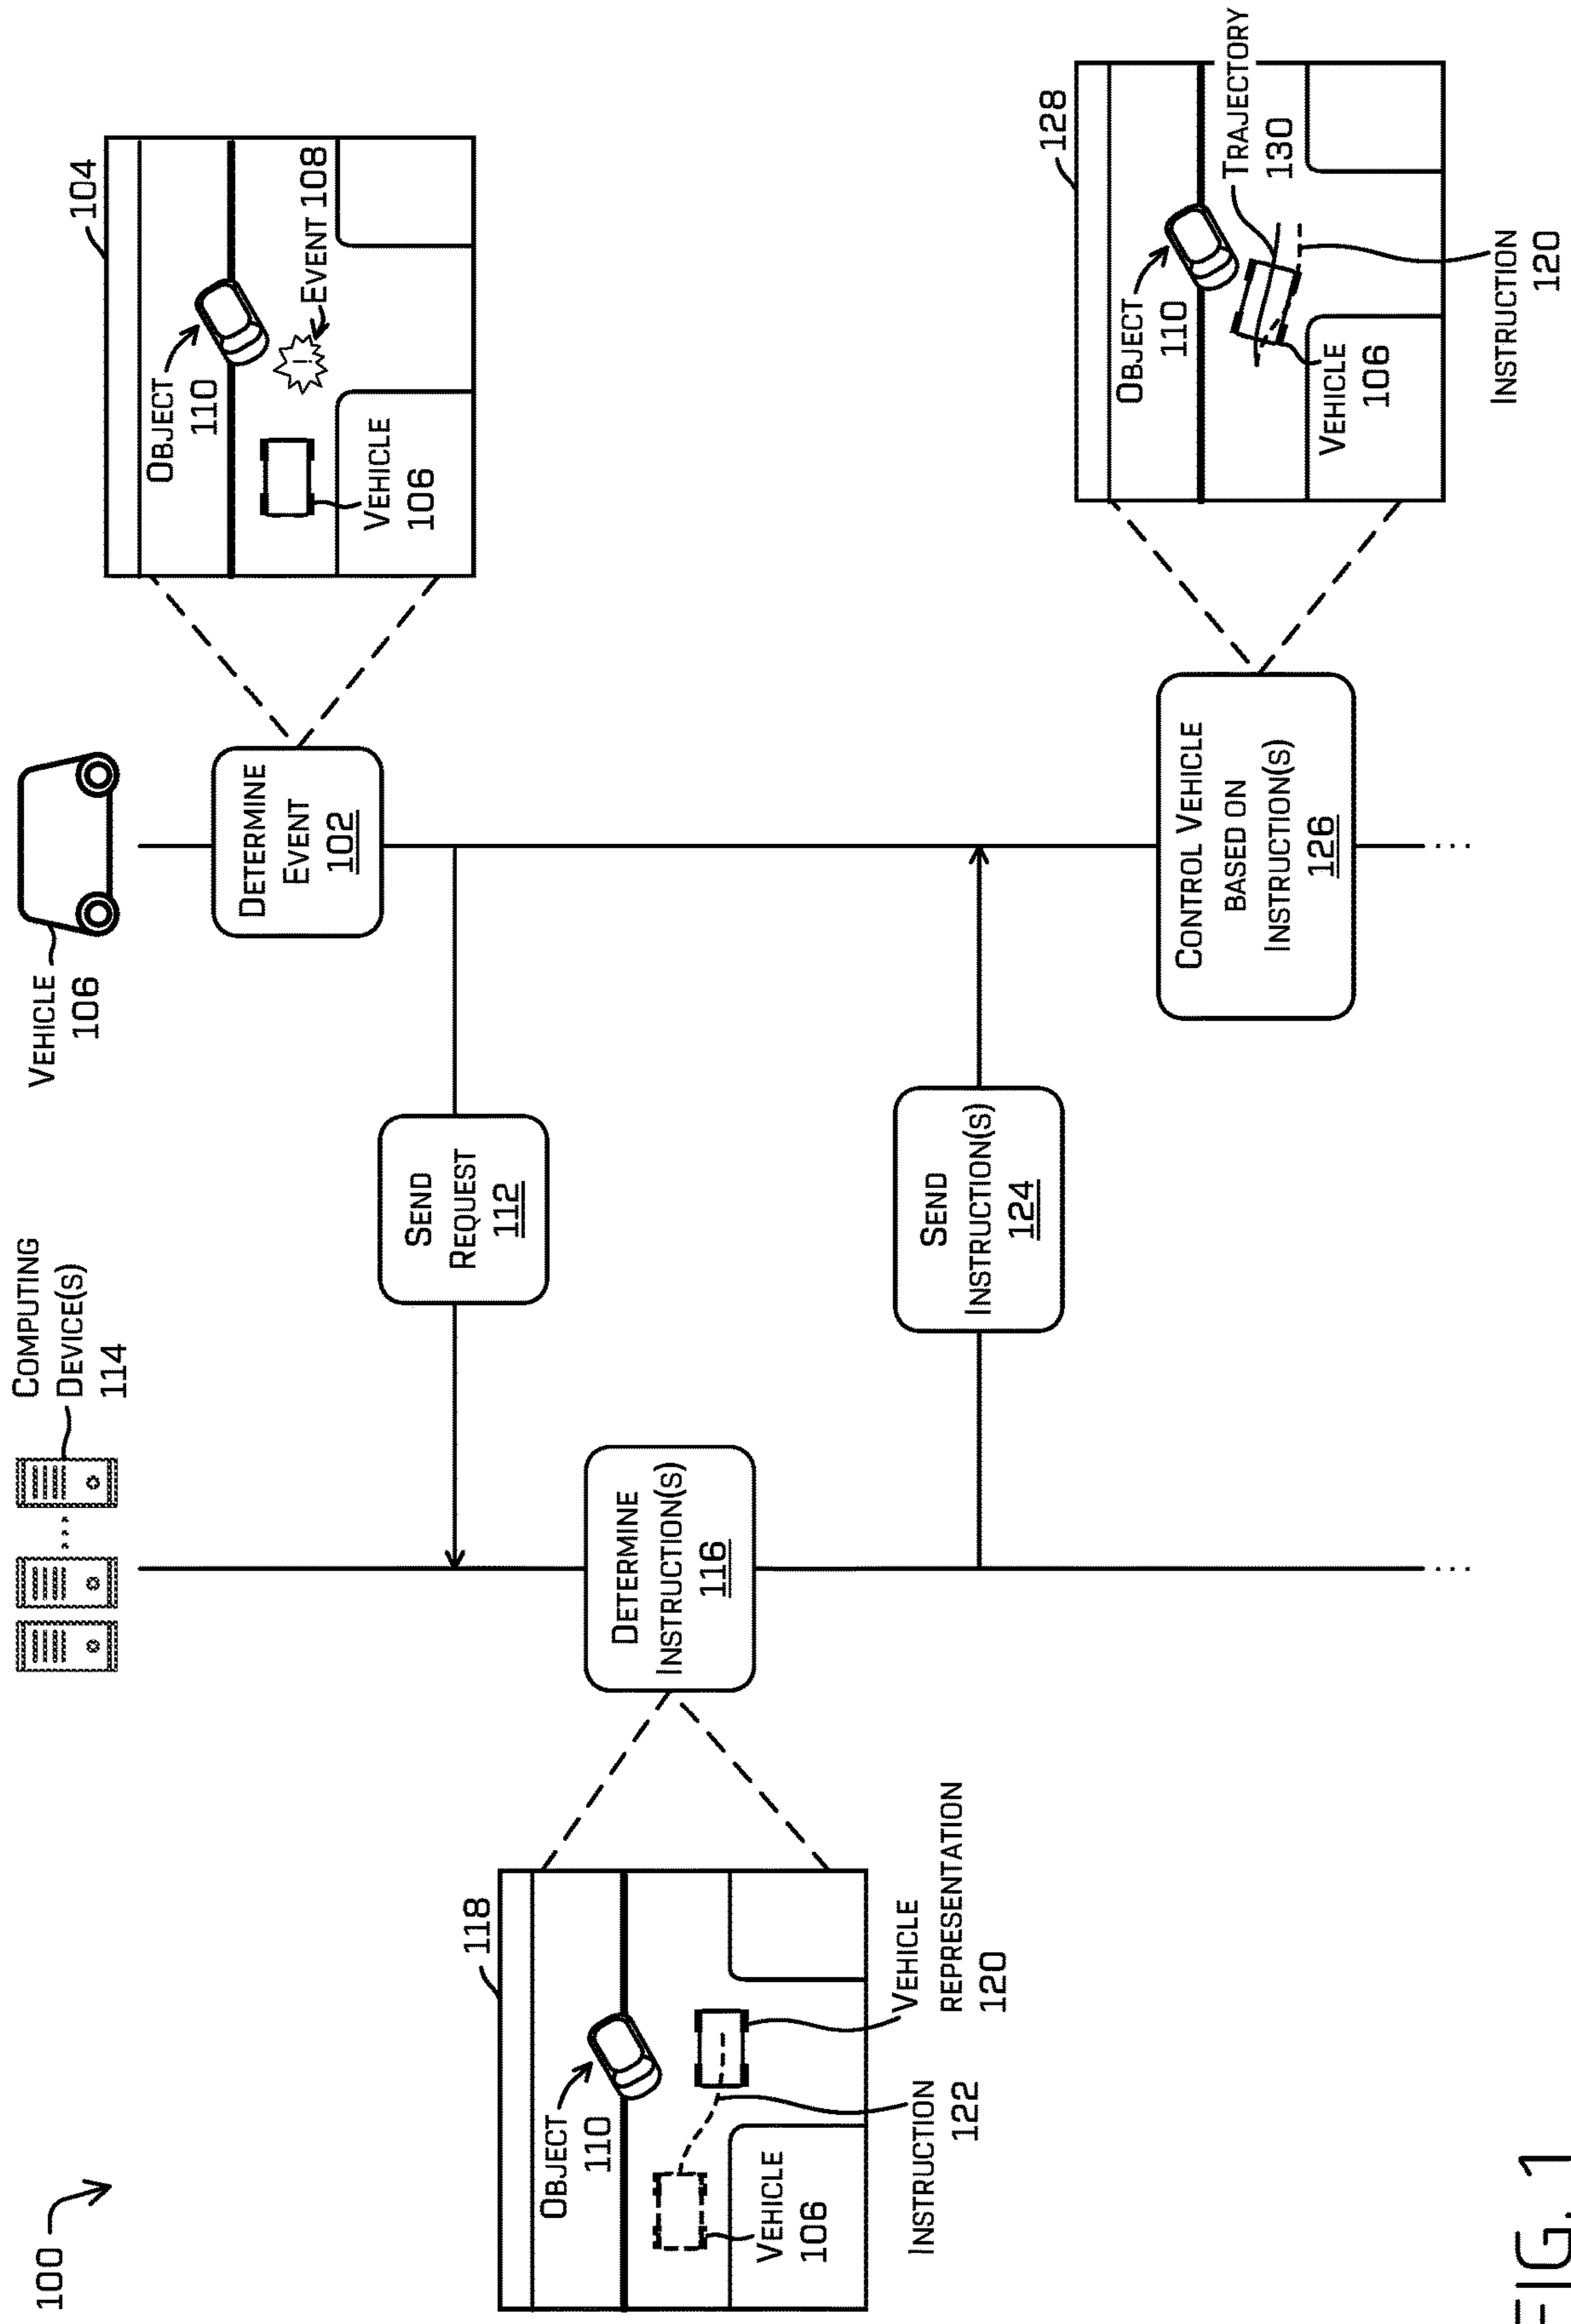 100
COMPUTING
DEVICE(S)
114
VEHICLE
106
DETERMINE
EVENT
102
104
OBJECT
110
EVENT 108
VEHICLE
106
SEND
REQUEST
112
118
OBJECT
110
VEHICLE
106
INSTRUCTION
122
VEHICLE
REPRESENTATION
120
DETERMINE
INSTRUCTION(S)
116
SEND
INSTRUCTION(S)
124
CONTROL VEHICLE
BASED ON
INSTRUCTION(S)
126
128
OBJECT
110
TRAJECTORY
130
VEHICLE
106
INSTRUCTION
120
...
...
FIG. 1